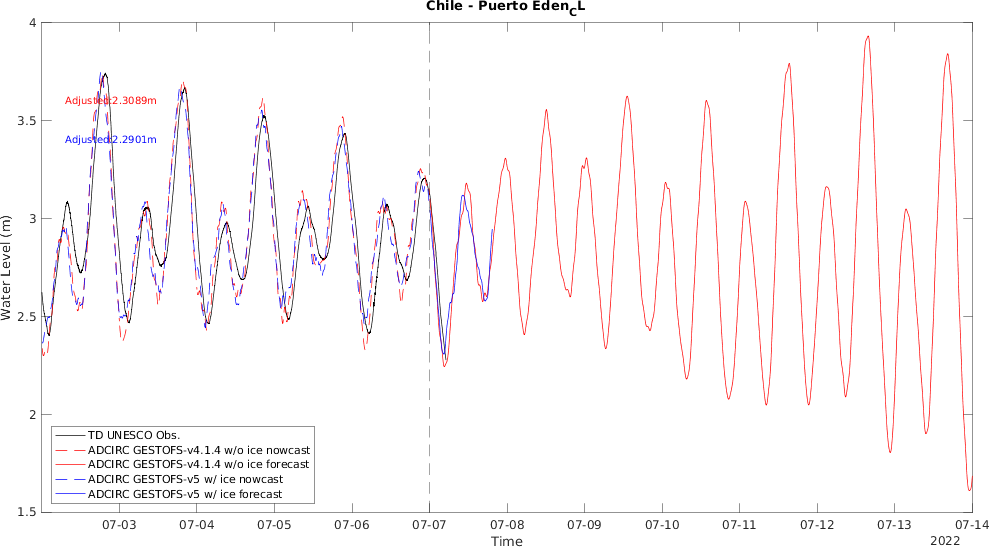 Chile - Puerto Eden_CL
4
3.5
3
2.5
2
1.5
Water Level (m)
Adjusted:2.3089m
Adjusted:2.2901m
TD UNESCO Obs.
ADCIRC GESTOFS-v4.1.4 w/o ice nowcast
ADCIRC GESTOFS-v4.1.4 w/o ice forecast
ADCIRC GESTOFS-v5 w/ ice nowcast
ADCIRC GESTOFS-v5 w/ ice forecast
07-03 07-04 07-05 07-06 07-07 07-08 07-09 07-10 07-11 07-12 07-13 07-14
Time
2022